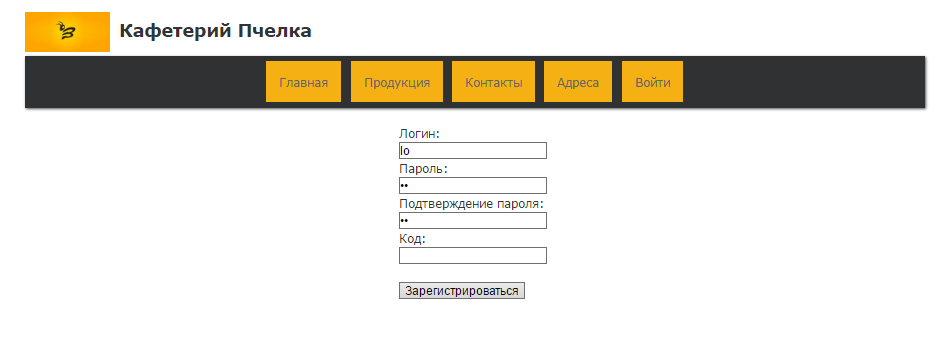 Кафетерий Пчелка
Главная Продукция Контакты Адреса Войти
Логин:
lo
Пароль:
••
Подтверждение пароля:
••
Код:
Зарегистрироваться